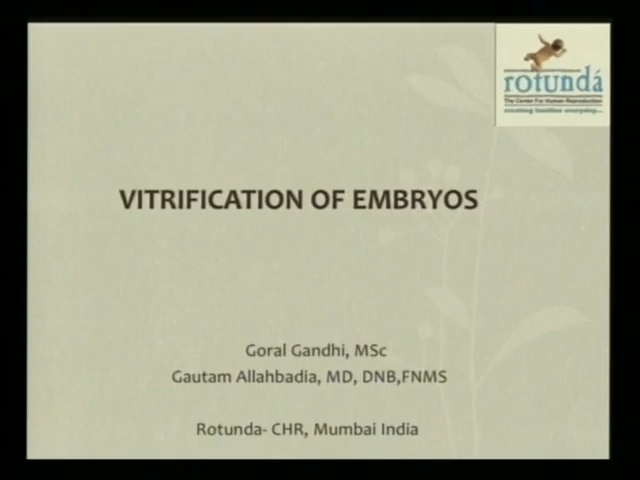 rotundá
The Center For Human Reproduction
creating families everyday...
VITRIFICATION OF EMBRYOS
Goral Gandhi, MSc
Gautam Allahbadia, MD, DNB,FNMS
Rotunda- CHR, Mumbai India